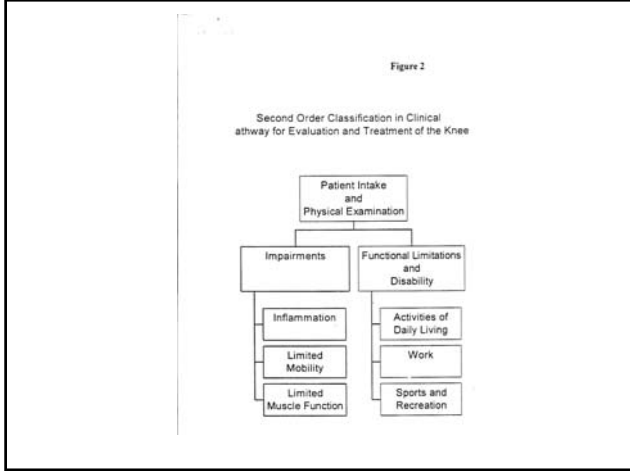 Figure 2
Second Order Classification in Clinical
athway for Evaluation and Treatment of the Knee
Patient Intake
and
Physical Examination
Impairments
Inflammation
Limited
Mobility
Limited
Muscle Function
Functional Limitations
and
Disability
Activities of
Daily Living
Work
Sports and
Recreation